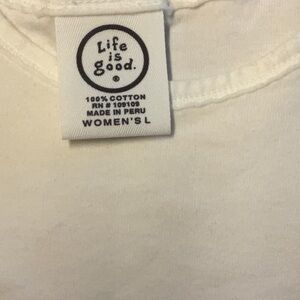 Life
is
good.
®
100% COTTON
RN # 109109
MADE IN PERU
WOMEN'S L